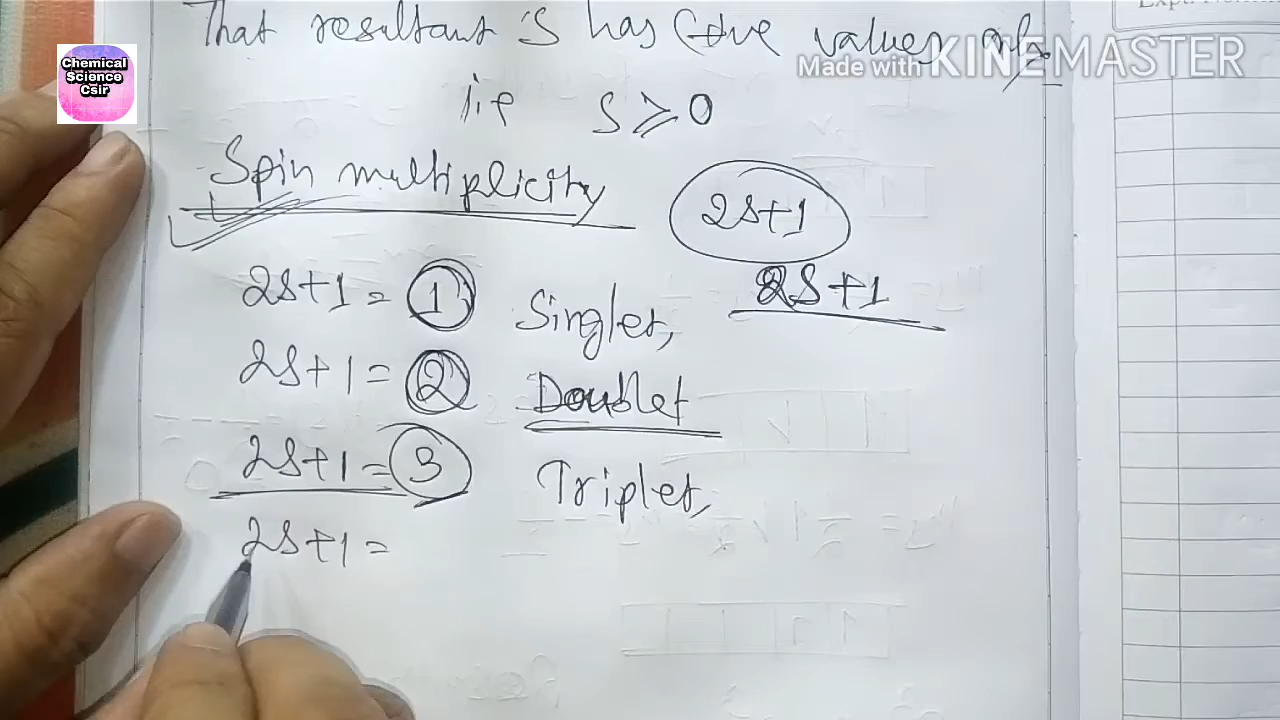 That resultant S has (+)ve values only
Made with KINEMASTER
Chemical
Science
Csir
i.e S ≥ 0
Spin multiplicity 2S+1
2S+1 = 1 Singlet, 2S+1
2S+1 = 2 Doublet
2S+1 = 3 Triplet,
2S+1 =